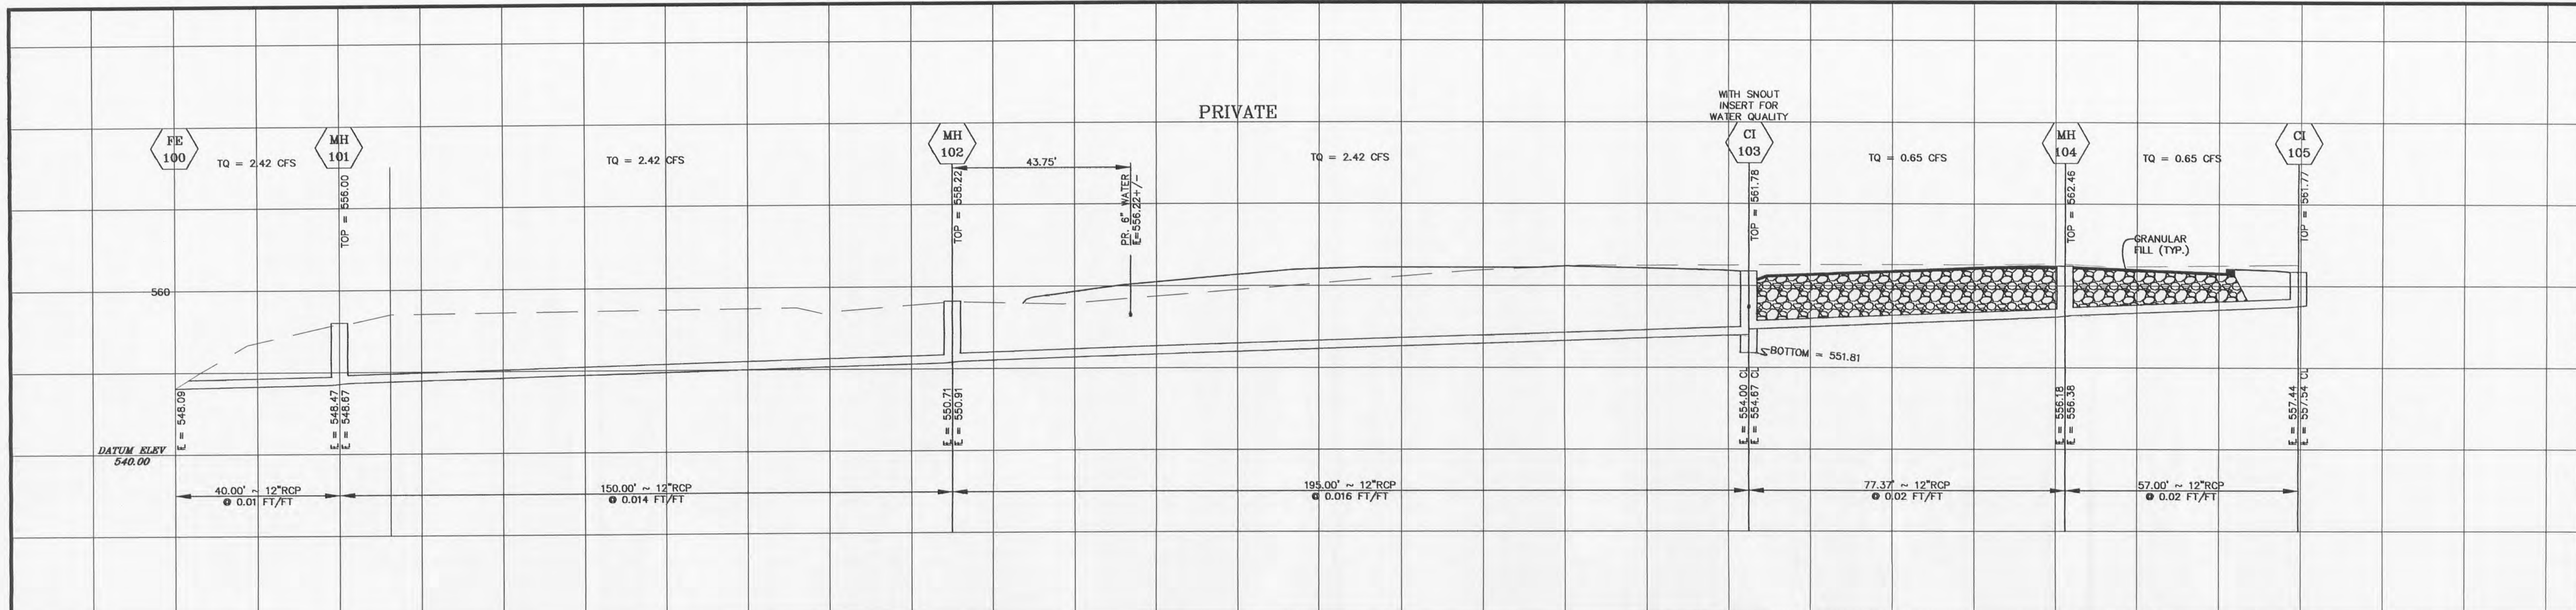 WITH SNOUT
INSERT FOR
WATER QUALITY
PRIVATE
FE
100
TQ = 2.42 CFS
MH
101
TQ = 2.42 CFS
MH
102
43.75'
TQ = 2.42 CFS
CI
103
TQ = 0.65 CFS
MH
104
TQ = 0.65 CFS
CI
105
TOP = 556.00
TOP = 558.22
PR. 6" WATER
E=556.22+/-
TOP = 561.78
TOP = 562.46
TOP = 561.77
GRANULAR
FILL (TYP.)
560
BOTTOM = 551.81
E = 548.09
E = 548.47
E = 548.67
E = 550.71
E = 550.91
E = 554.00 CL
E = 554.67 CL
E = 556.18
E = 556.38
E = 557.44
E = 557.54 CL
DATUM ELEV
540.00
40.00' ~ 12"RCP
@ 0.01 FT/FT
150.00' ~ 12"RCP
@ 0.014 FT/FT
195.00' ~ 12"RCP
@ 0.016 FT/FT
77.37' ~ 12"RCP
@ 0.02 FT/FT
57.00' ~ 12"RCP
@ 0.02 FT/FT